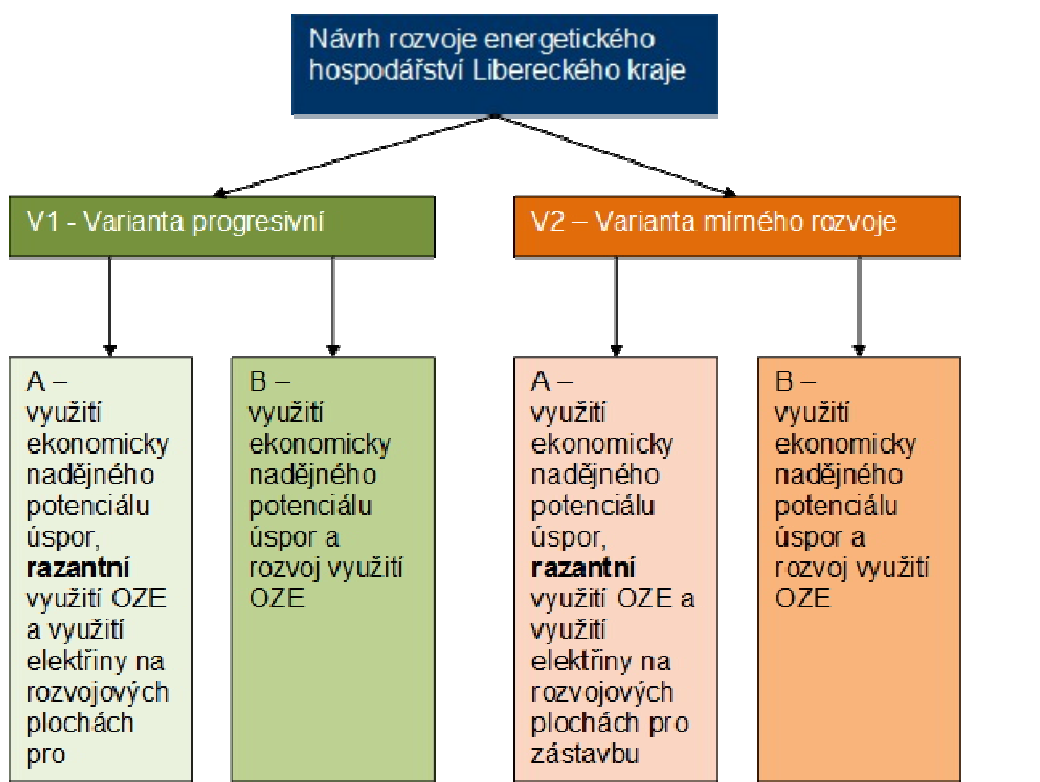 Návrh rozvoje energetického
hospodářství Libereckého kraje
V1 - Varianta progresivní
V2 – Varianta mírného rozvoje
A –
využití
ekonomicky
nadějného
potenciálu
úspor,
razantní
využití OZE
a využití
elektřiny na
rozvojových
plochách
pro
B –
využití
ekonomicky
nadějného
potenciálu
úspor a
rozvoj využití
OZE
A –
využití
ekonomicky
nadějného
potenciálu
úspor,
razantní
využití OZE a
využití
elektřiny na
rozvojových
plochách pro
zástavbu
B –
využití
ekonomicky
nadějného
potenciálu
úspor a
rozvoj využití
OZE